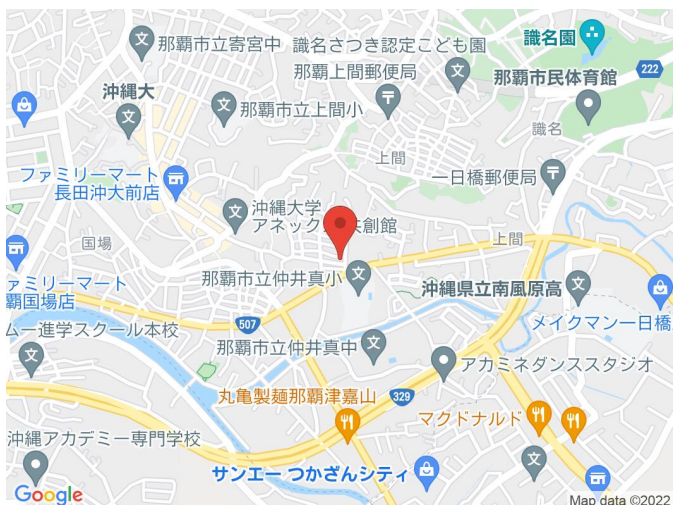 那覇市立寄宮中
識名さつき認定こども園
識名園
那覇上間郵便局
222
那覇市民体育館
沖縄大
那覇市立上間小
識名
上間
ファミリーマート
長田沖大前店
一日橋郵便局
沖縄大学
アネックス共創館
国場
上間
ファミリーマート
覇国場店
那覇市立仲井真小
沖縄県立南風原高
507
メイクマン一日橋
ムー進学スクール本校
那覇市立仲井真中
アカミネダンススタジオ
丸亀製麺那覇津嘉山
329
マクドナルド
沖縄アカデミー専門学校
サンエー つかざんシティ
Google
Map data ©2022